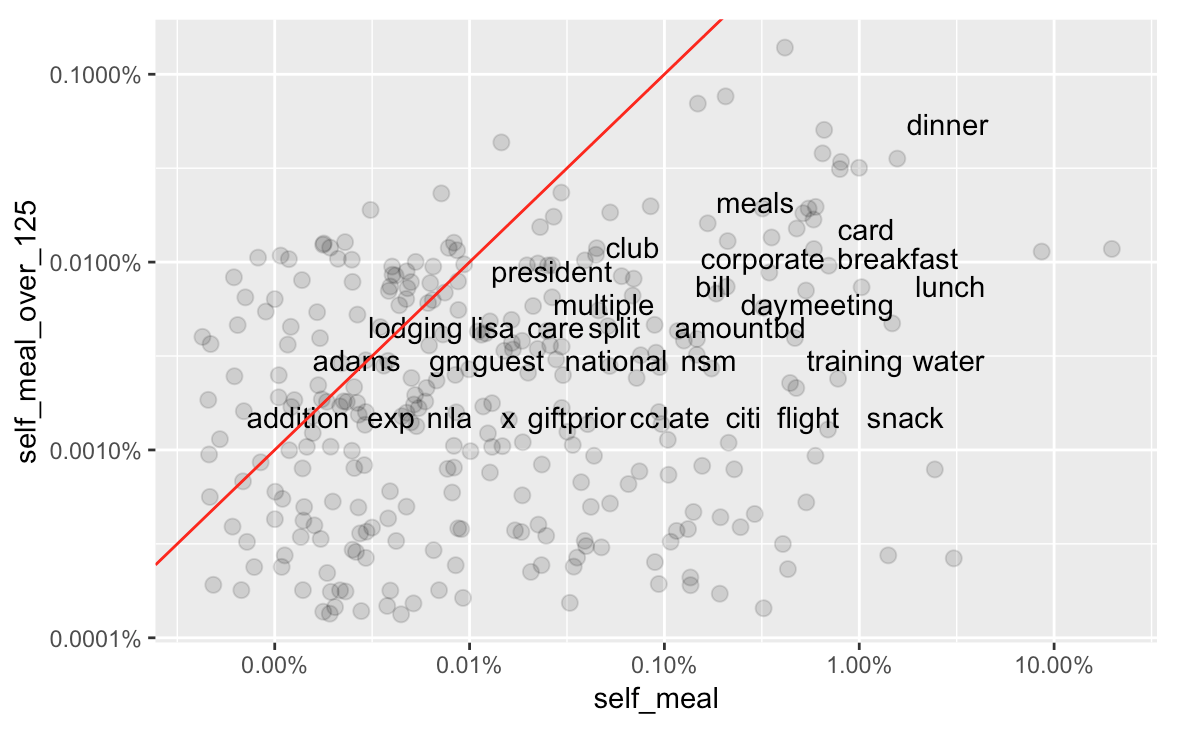 0.1000%
dinner
meals
card
club
0.0100%
corporate breakfast
president
bill
lunch
multiple
daymeeting
lodging lisa care split amountbd
adams gmguest national nsm training water
addition exp nila x giftprior cclate citi flight snack
0.0010%
0.0001%
0.00% 0.01% 0.10% 1.00% 10.00%
self_meal
self_meal_over_125